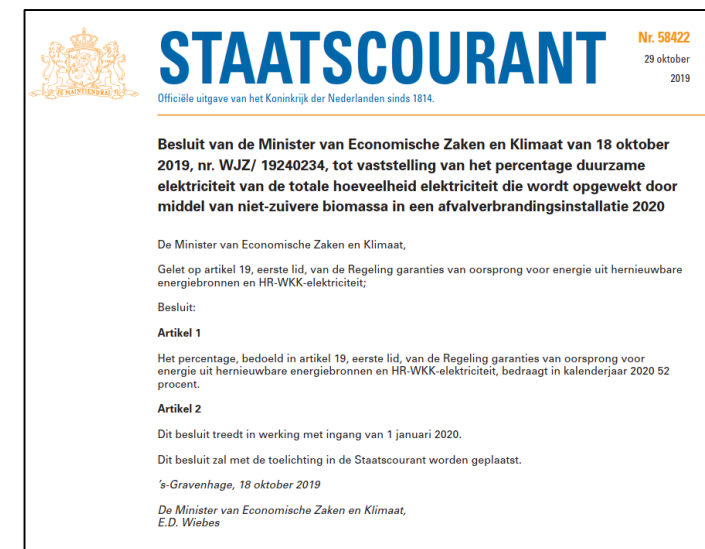 STAATSCOURANT
Officiële uitgave van het Koninkrijk der Nederlanden sinds 1814.
Nr. 58422
29 oktober
2019
JE MAINTIENDRAI
Besluit van de Minister van Economische Zaken en Klimaat van 18 oktober
2019, nr. WJZ/ 19240234, tot vaststelling van het percentage duurzame
elektriciteit van de totale hoeveelheid elektriciteit die wordt opgewekt door
middel van niet-zuivere biomassa in een afvalverbrandingsinstallatie 2020
De Minister van Economische Zaken en Klimaat,
Gelet op artikel 19, eerste lid, van de Regeling garanties van oorsprong voor energie uit hernieuwbare
energiebronnen en HR-WKK-elektriciteit;
Besluit:
Artikel 1
Het percentage, bedoeld in artikel 19, eerste lid, van de Regeling garanties van oorsprong voor
energie uit hernieuwbare energiebronnen en HR-WKK-elektriciteit, bedraagt in kalenderjaar 2020 52
procent.
Artikel 2
Dit besluit treedt in werking met ingang van 1 januari 2020.
Dit besluit zal met de toelichting in de Staatscourant worden geplaatst.
's-Gravenhage, 18 oktober 2019
De Minister van Economische Zaken en Klimaat,
E.D. Wiebes